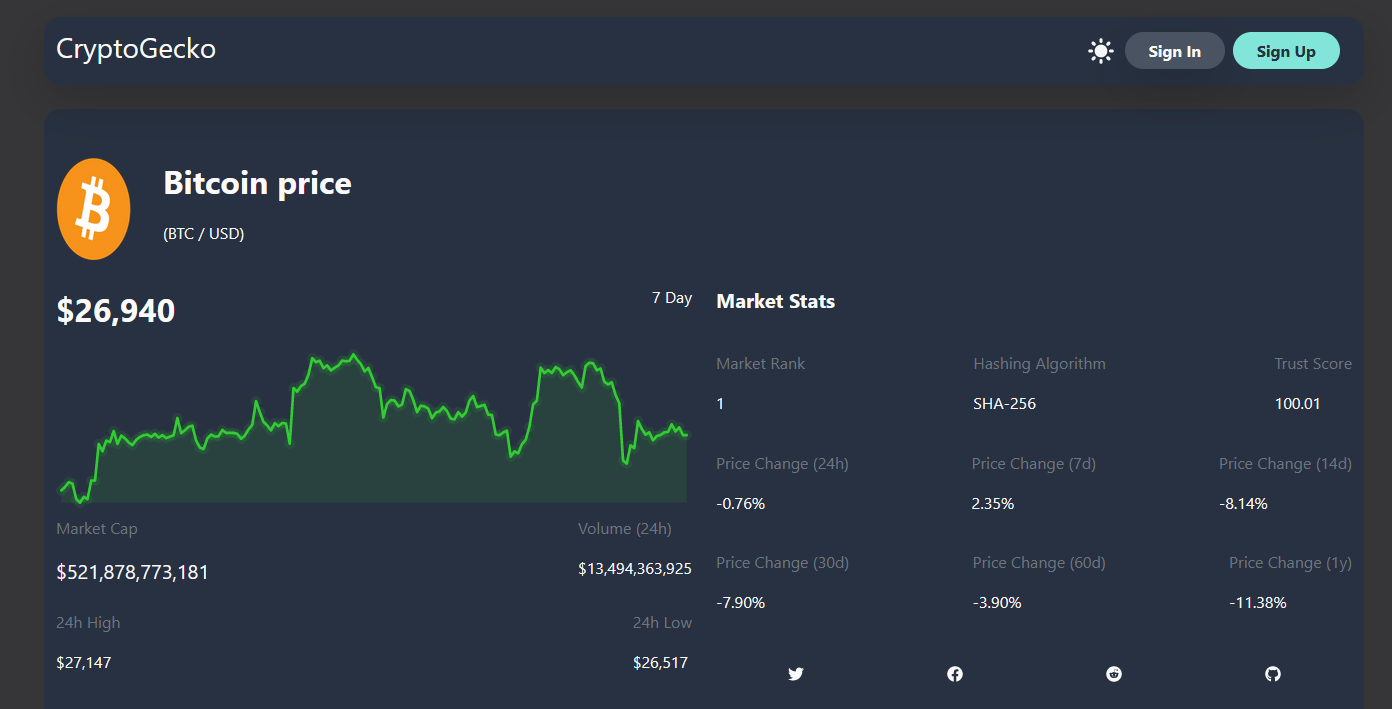 CryptoGecko
Sign In
Sign Up
Bitcoin price
(BTC / USD)
$26,940
7 Day
Market Cap
Volume (24h)
$521,878,773,181
$13,494,363,925
24h High
24h Low
$27,147
$26,517
Market Stats
Market Rank
Hashing Algorithm
Trust Score
1
SHA-256
100.01
Price Change (24h)
Price Change (7d)
Price Change (14d)
-0.76%
2.35%
-8.14%
Price Change (30d)
Price Change (60d)
Price Change (1y)
-7.90%
-3.90%
-11.38%